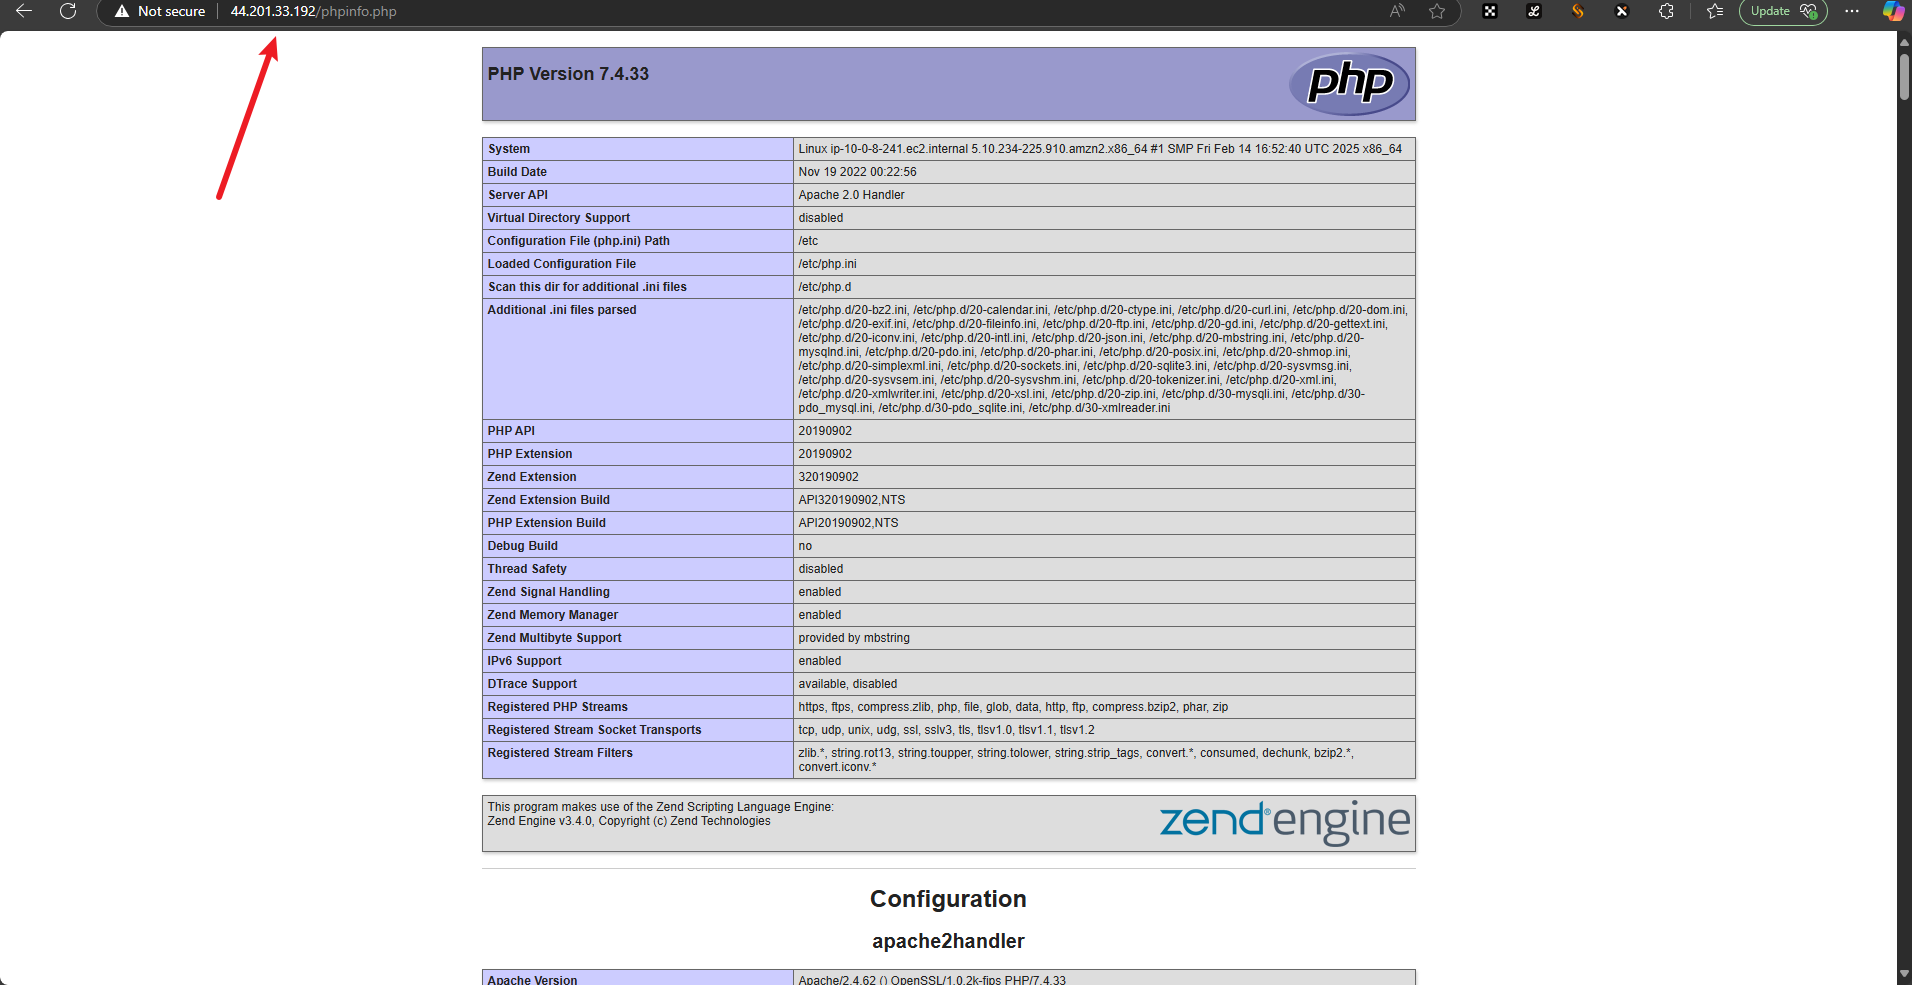 Not secure 44.201.33.192/phpinfo.php
Update
PHP Version 7.4.33
php
System Linux ip-10-0-8-241.ec2.internal 5.10.234-225.910.amzn2.x86_64 #1 SMP Fri Feb 14 16:52:40 UTC 2025 x86_64
Build Date Nov 19 2022 00:22:56
Server API Apache 2.0 Handler
Virtual Directory Support disabled
Configuration File (php.ini) Path /etc
Loaded Configuration File /etc/php.ini
Scan this dir for additional .ini files /etc/php.d
Additional .ini files parsed /etc/php.d/20-bz2.ini, /etc/php.d/20-calendar.ini, /etc/php.d/20-ctype.ini, /etc/php.d/20-curl.ini, /etc/php.d/20-dom.ini,
/etc/php.d/20-exif.ini, /etc/php.d/20-fileinfo.ini, /etc/php.d/20-ftp.ini, /etc/php.d/20-gd.ini, /etc/php.d/20-gettext.ini,
/etc/php.d/20-iconv.ini, /etc/php.d/20-intl.ini, /etc/php.d/20-json.ini, /etc/php.d/20-mbstring.ini, /etc/php.d/20-
mysqlnd.ini, /etc/php.d/20-pdo.ini, /etc/php.d/20-phar.ini, /etc/php.d/20-posix.ini, /etc/php.d/20-shmop.ini,
/etc/php.d/20-simplexml.ini, /etc/php.d/20-sockets.ini, /etc/php.d/20-sqlite3.ini, /etc/php.d/20-sysvmsg.ini,
/etc/php.d/20-sysvsem.ini, /etc/php.d/20-sysvshm.ini, /etc/php.d/20-tokenizer.ini, /etc/php.d/20-xml.ini,
/etc/php.d/20-xmlwriter.ini, /etc/php.d/20-xsl.ini, /etc/php.d/20-zip.ini, /etc/php.d/30-mysqli.ini, /etc/php.d/30-
pdo_mysql.ini, /etc/php.d/30-pdo_sqlite.ini, /etc/php.d/30-xmlreader.ini
PHP API 20190902
PHP Extension 20190902
Zend Extension 320190902
Zend Extension Build API320190902,NTS
PHP Extension Build API20190902,NTS
Debug Build no
Thread Safety disabled
Zend Signal Handling enabled
Zend Memory Manager enabled
Zend Multibyte Support provided by mbstring
IPv6 Support enabled
DTrace Support available, disabled
Registered PHP Streams https, ftps, compress.zlib, php, file, glob, data, http, ftp, compress.bzip2, phar, zip
Registered Stream Socket Transports tcp, udp, unix, udg, ssl, sslv3, tls, tlsv1.0, tlsv1.1, tlsv1.2
Registered Stream Filters zlib.*, string.rot13, string.toupper, string.tolower, string.strip_tags, convert.*, consumed, dechunk, bzip2.*,
convert.iconv.*
This program makes use of the Zend Scripting Language Engine:
Zend Engine v3.4.0, Copyright (c) Zend Technologies
zend® engine
Configuration
apache2handler
Apache Version Apache/2.4.62 () OpenSSL/1.0.2k-fips PHP/7.4.33